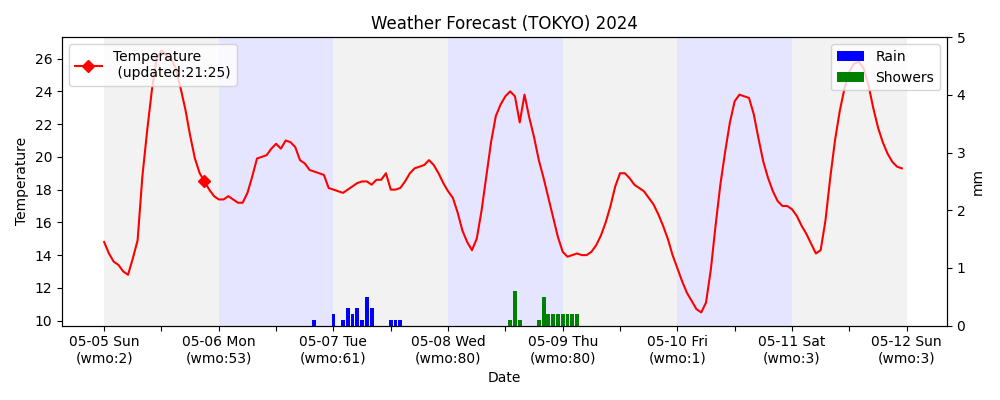 Weather Forecast (TOKYO) 2024
Temperature
(updated:21:25)
Rain
Showers
Temperature
26
24
22
20
18
16
14
12
10
5
4
3
2
1
0
mm
05-05 Sun
(wmo:2)
05-06 Mon
(wmo:53)
05-07 Tue
(wmo:61)
05-08 Wed
(wmo:80)
05-09 Thu
(wmo:80)
05-10 Fri
(wmo:1)
05-11 Sat
(wmo:3)
05-12 Sun
(wmo:3)
Date